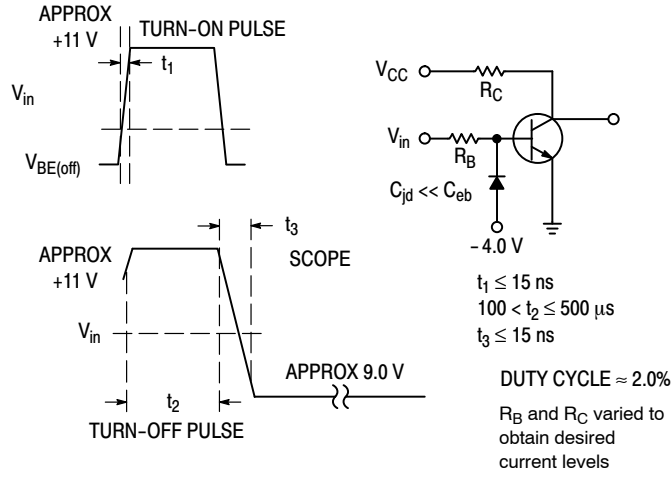 APPROX
+11 V
TURN-ON PULSE
t1
Vin
VBE(off)
VCC
RC
Vin
RB
Cjd << Ceb
- 4.0 V
t3
APPROX
+11 V
SCOPE
Vin
APPROX 9.0 V
t2
TURN-OFF PULSE
t1 ≤ 15 ns
100 < t2 ≤ 500 μs
t3 ≤ 15 ns
DUTY CYCLE ≈ 2.0%
RB and RC varied to
obtain desired
current levels